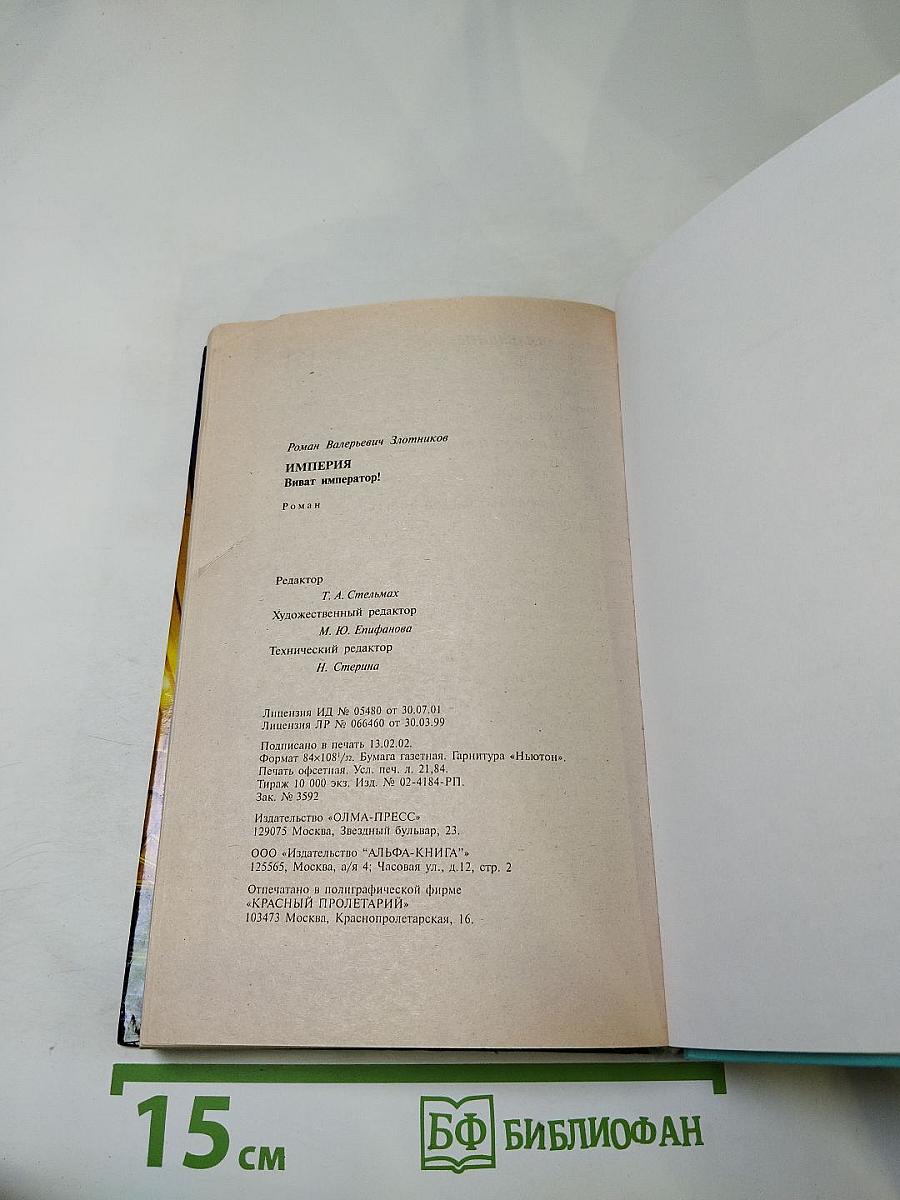 Роман Валерьевич Злотников
ИМПЕРИЯ
Виват император!
Роман
Редактор
Т. А. Стельмах
Художественный редактор
М. Ю. Епифанова
Технический редактор
Н. Стерина
Лицензия ИД № 05480 от 30.07.01
Лицензия ЛР № 066460 от 30.03.99
Подписано в печать 13.02.02.
Формат 84×108¹/₃₂. Бумага газетная. Гарнитура «Ньютон».
Печать офсетная. Усл. печ. л. 21,84.
Тираж 10 000 экз. Изд. № 02-4184-РП.
Зак. № 3592
Издательство «ОЛМА-ПРЕСС»
129075 Москва, Звездный бульвар, 23.
ООО «Издательство "АЛЬФА-КНИГА"»
125565, Москва, а/я 4; Часовая ул., д.12, стр. 2
Отпечатано в полиграфической фирме
«КРАСНЫЙ ПРОЛЕТАРИЙ»
103473 Москва, Краснопролетарская, 16.
15 см
БФ БИБЛИОФАН